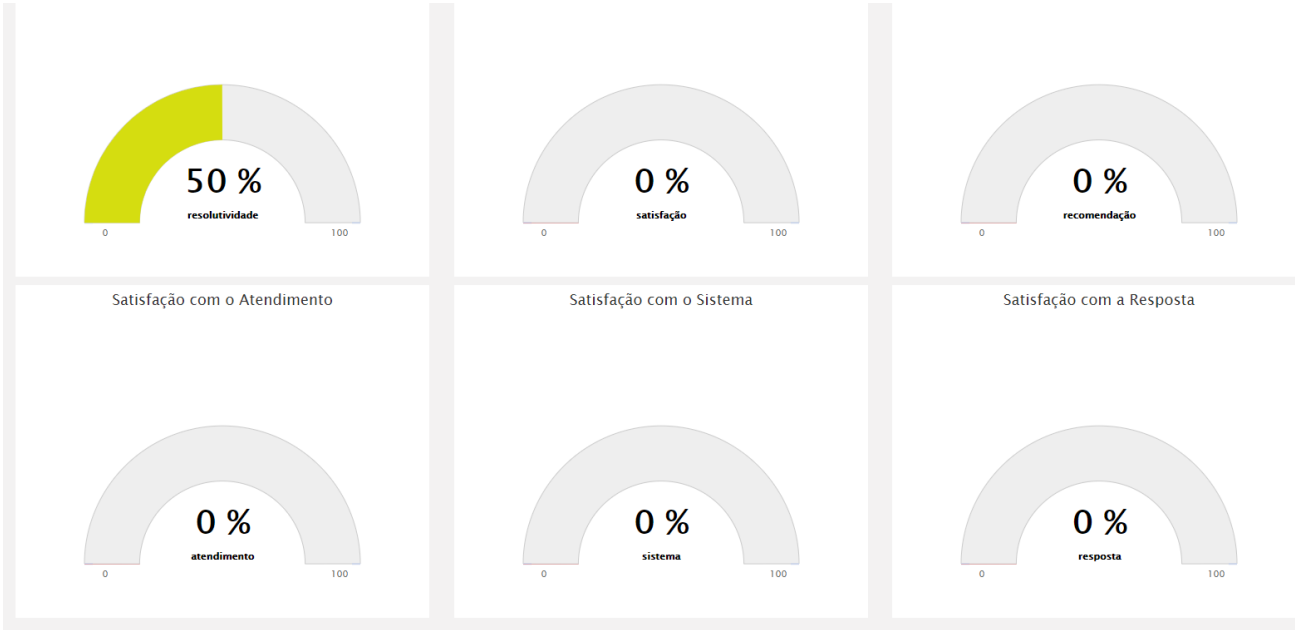 50 %
resolutividade
0 100
0 %
satisfação
0 100
0 %
recomendação
0 100
Satisfação com o Atendimento
0 %
atendimento
0 100
Satisfação com o Sistema
0 %
sistema
0 100
Satisfação com a Resposta
0 %
resposta
0 100